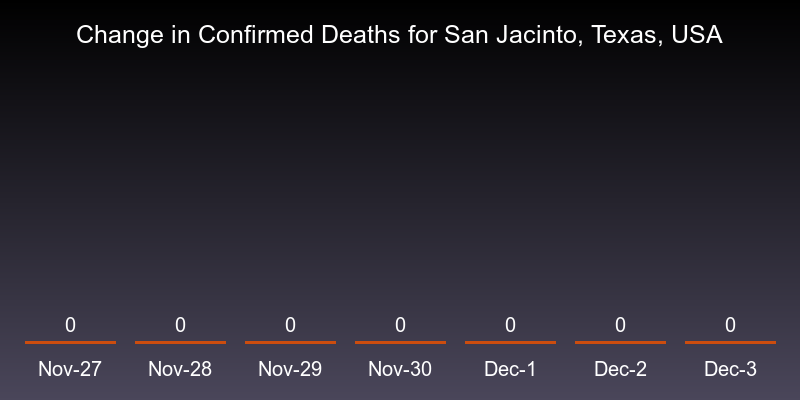 Change in Confirmed Deaths for San Jacinto, Texas, USA
0 0 0 0 0 0 0
Nov-27 Nov-28 Nov-29 Nov-30 Dec-1 Dec-2 Dec-3